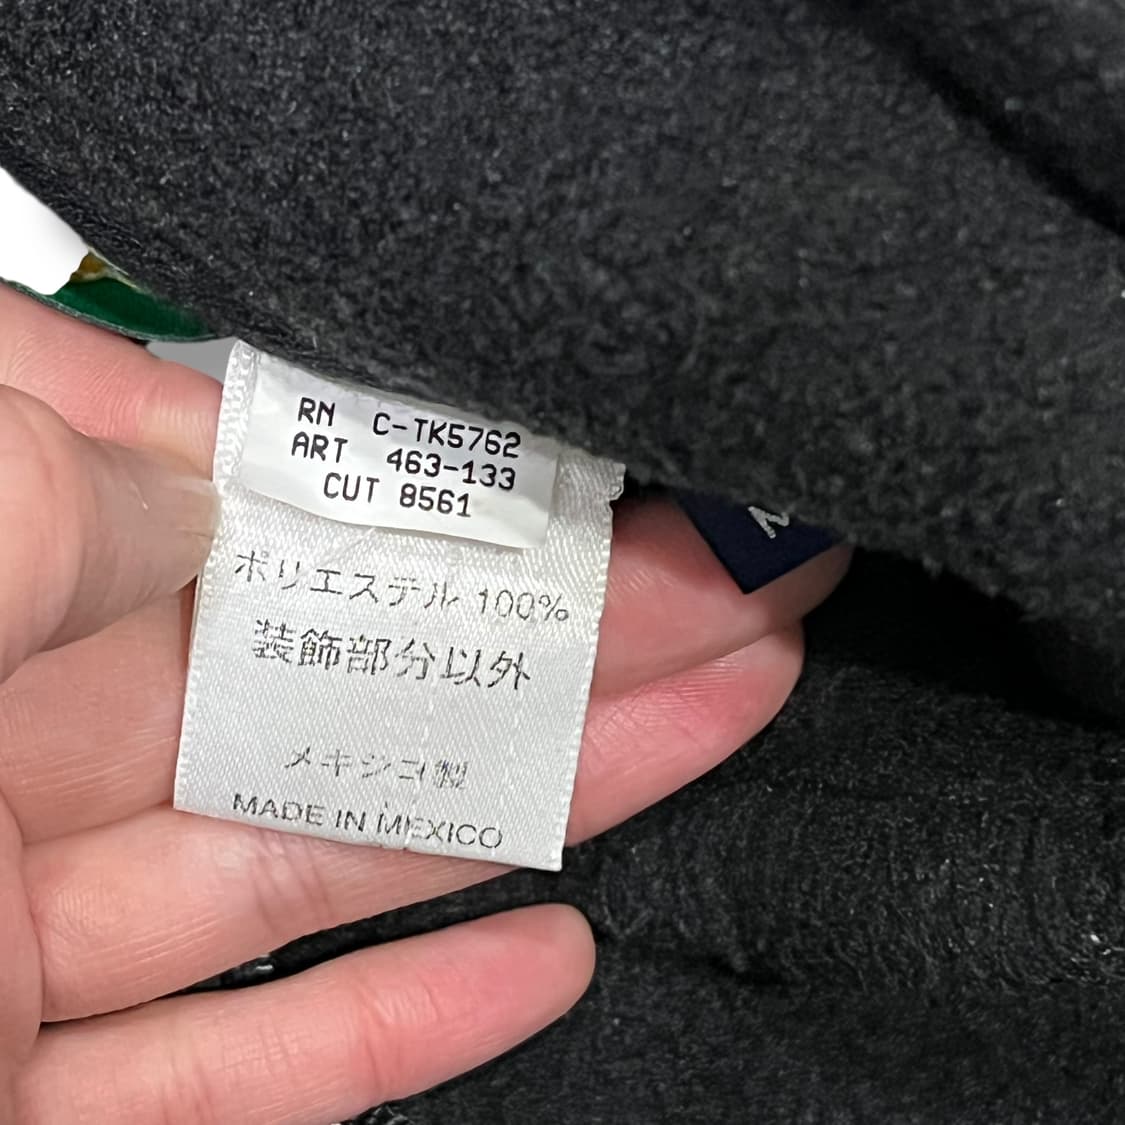 RN C-TK5762
ART 463-133
CUT 8561
ポリエステル 100%
装飾部分以外
メキシコ製
MADE IN MEXICO